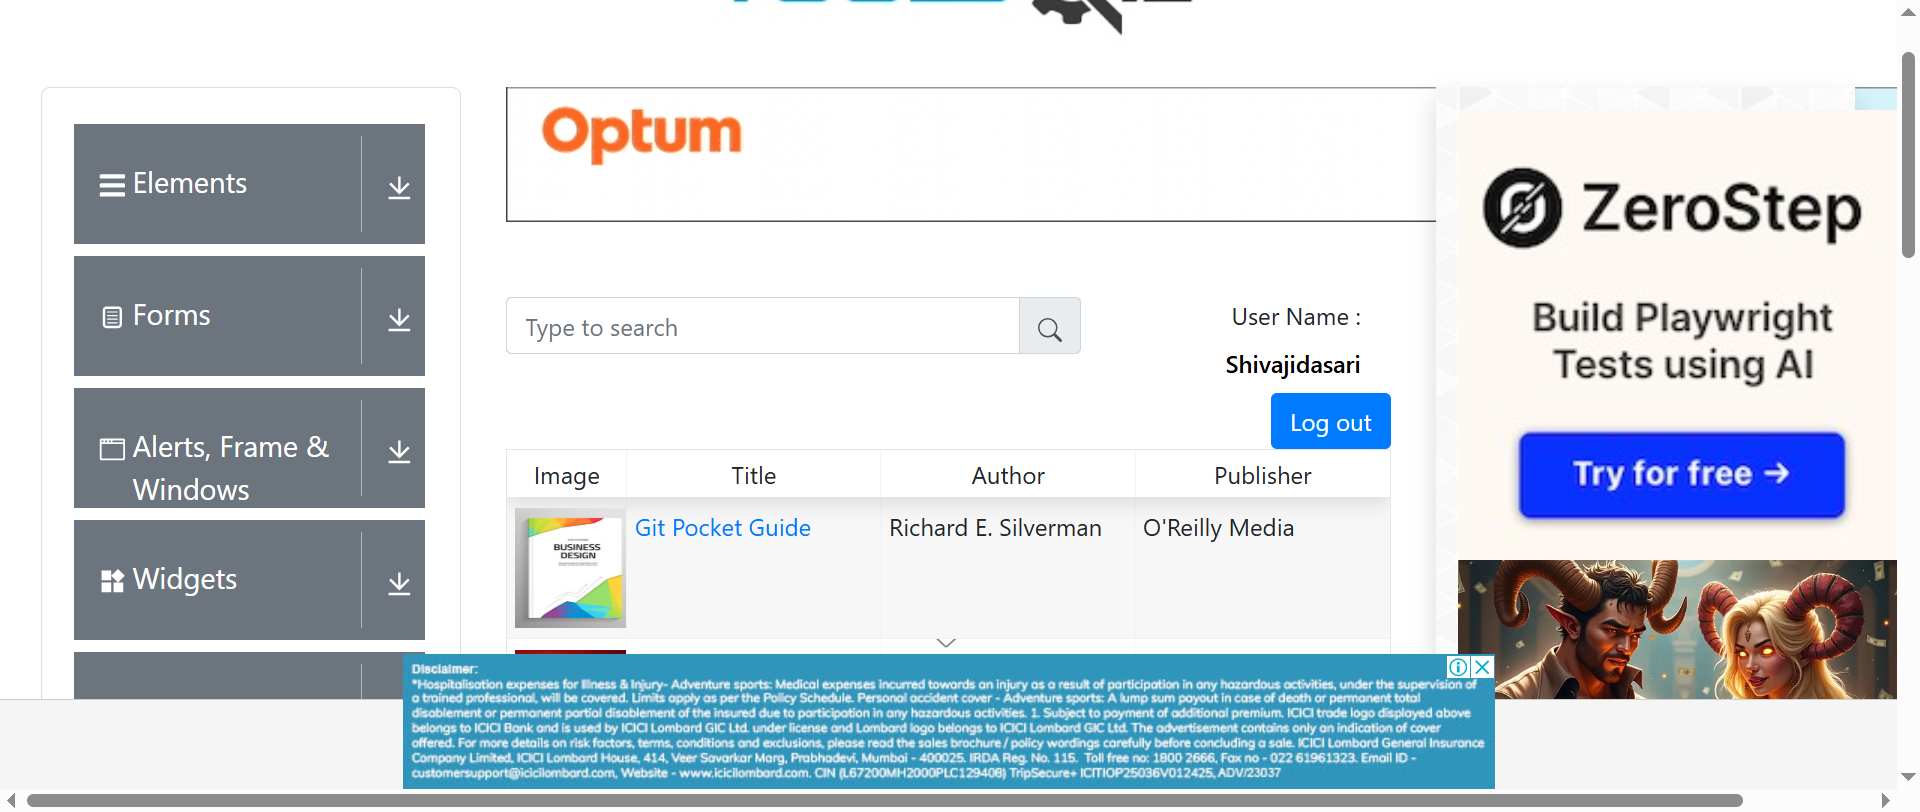 Elements
Forms
Alerts, Frame &
Windows
Widgets
Optum
Type to search
User Name :
Shivajidasari
Log out
Image Title Author Publisher
BUSINESS
DESIGN
Git Pocket Guide Richard E. Silverman O'Reilly Media
ZeroStep
Build Playwright
Tests using AI
Try for free →
Disclaimer:
*Hospitalisation expenses for Illness & Injury- Adventure sports: Medical expenses incurred towards an injury as a result of participation in any hazardous activities, under the supervision of
a trained professional, will be covered. Limits apply as per the Policy Schedule. Personal accident cover - Adventure sports: A lump sum payout in case of death or permanent total
disablement or permanent partial disablement of the insured due to participation in any hazardous activities. 1. Subject to payment of additional premium. ICICI trade logo displayed above
belongs to ICICI Bank and is used by ICICI Lombard GIC Ltd. under license and Lombard logo belongs to ICICI Lombard GIC Ltd. The advertisement contains only an indication of cover
offered. For more details on risk factors, terms, conditions and exclusions, please read the sales brochure / policy wordings carefully before concluding a sale. ICICI Lombard General Insurance
Company Limited, ICICI Lombard House, 414, Veer Savarkar Marg, Prabhadevi, Mumbai - 400025. IRDA Reg. No. 115. Toll free no: 1800 2666, Fax no - 022 61961323. Email ID -
customersupport@icicilombard.com, Website - www.icicilombard.com. CIN (L67200MH2000PLC129408) TripSecure+ ICITIOP25036V012425, ADV/23037